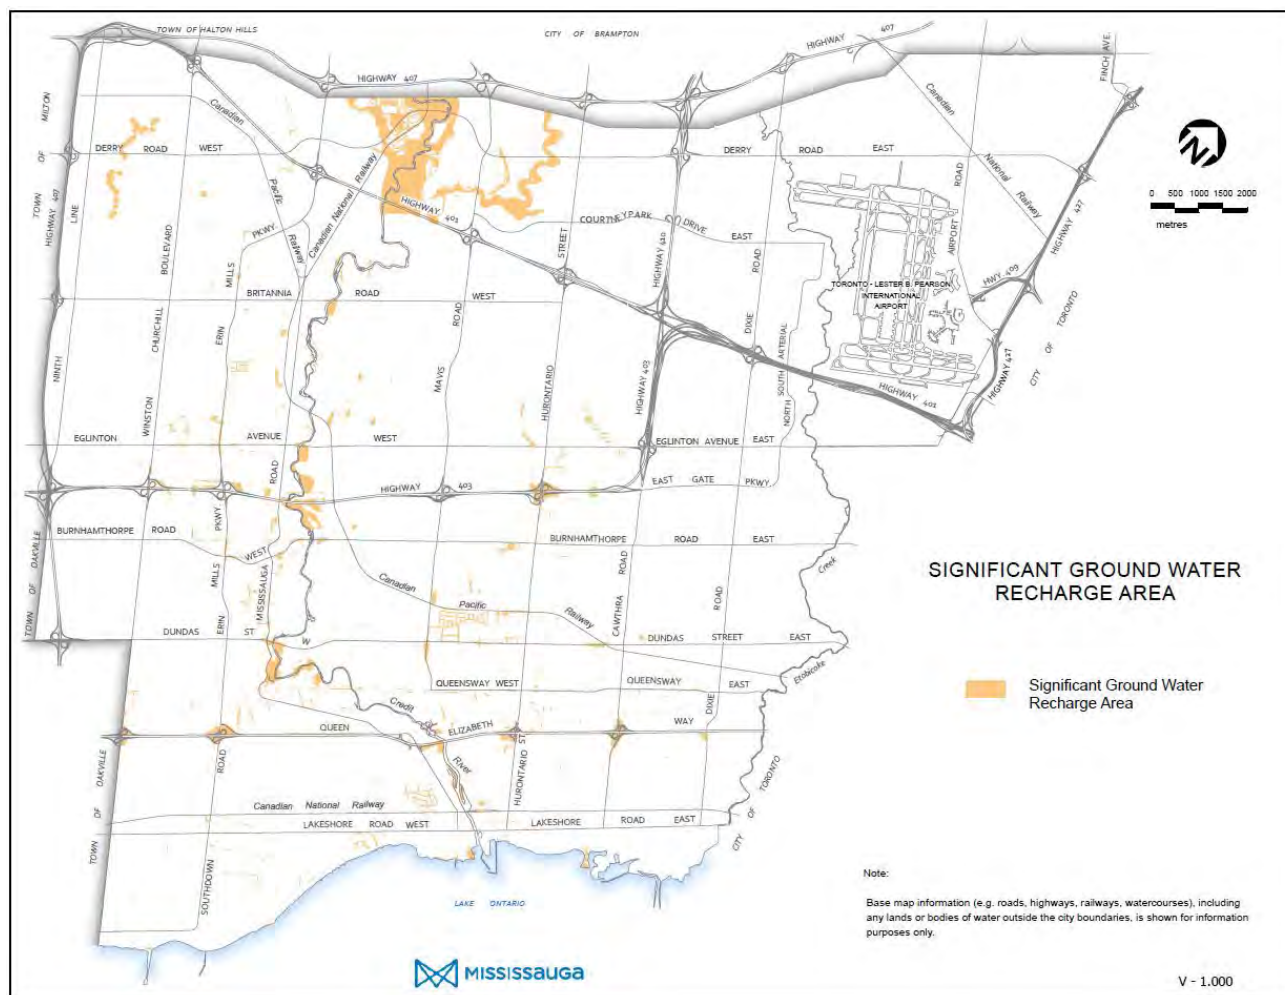 TOWN OF HALTON HILLS
CITY OF BRAMPTON
HIGHWAY 407
HIGHWAY 407
FINCH AVE.
TOWN OF MILTON
HIGHWAY 407
NINTH LINE
Canadian Pacific Railway
Canadian National Railway
Canadian National Railway
DERRY ROAD WEST
DERRY ROAD EAST
N
0 500 1000 1500 2000
metres
HIGHWAY 401
COURTNEYPARK DRIVE EAST
AIRPORT ROAD
HIGHWAY 427
HWY 409
CITY OF TORONTO
WINSTON CHURCHILL BOULEVARD
ERIN MILLS PKWY.
BRITANNIA ROAD WEST
MAVIS ROAD
HURONTARIO STREET
HIGHWAY 410
DIXIE ROAD
TORONTO - LESTER B. PEARSON
INTERNATIONAL
AIRPORT
NORTH SOUTH ARTERIAL
HIGHWAY 403
HIGHWAY 401
HIGHWAY 427
EGLINTON AVENUE WEST
EGLINTON AVENUE EAST
HIGHWAY 403
EAST GATE PKWY.
BURNHAMTHORPE ROAD WEST
BURNHAMTHORPE ROAD EAST
TOWN OF OAKVILLE
ERIN MILLS PKWY
MISSISSAUGA ROAD
Canadian Pacific Railway
CAWTHRA ROAD
DIXIE ROAD
Etobicoke Creek
SIGNIFICANT GROUND WATER
RECHARGE AREA
DUNDAS ST W
DUNDAS STREET EAST
QUEENSWAY WEST
QUEENSWAY EAST
Significant Ground Water
Recharge Area
Credit River
QUEEN ELIZABETH WAY
HURONTARIO ST
TOWN OF OAKVILLE
SOUTHDOWN ROAD
Canadian National Railway
LAKESHORE ROAD WEST
LAKESHORE ROAD EAST
CITY OF TORONTO
LAKE ONTARIO
Note:
Base map information (e.g. roads, highways, railways, watercourses), including
any lands or bodies of water outside the city boundaries, is shown for information
purposes only.
MISSISSAUGA
V - 1.000